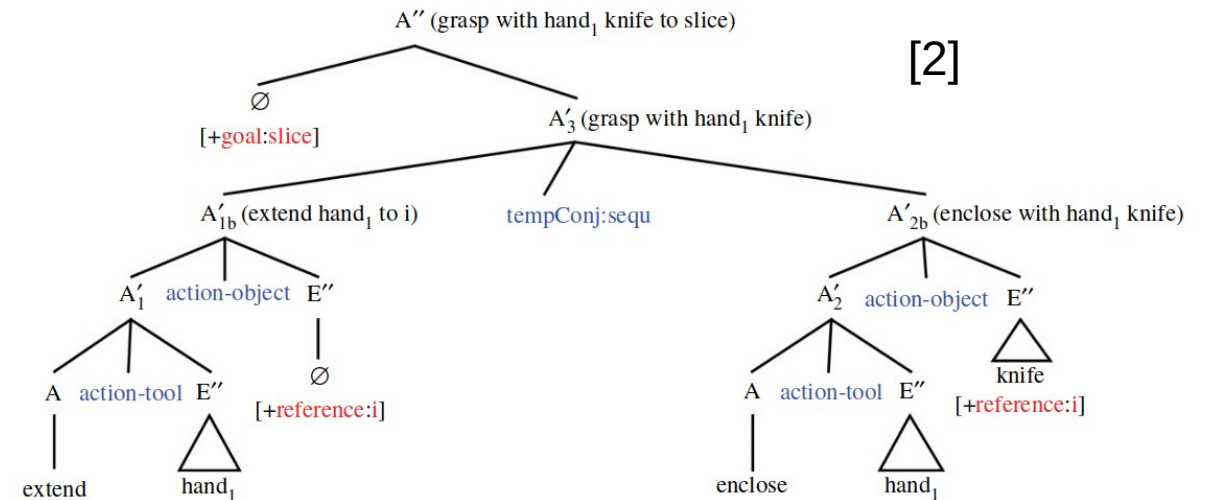 A″ (grasp with hand₁ knife to slice)
[2]
∅
[+goal:slice]
A′₃ (grasp with hand₁ knife)
A′₁b (extend hand₁ to i)
tempConj:sequ
A′₂b (enclose with hand₁ knife)
A′₁ action-object E″
A′₂ action-object E″
∅
[+reference:i]
knife
[+reference:i]
A action-tool E″
A action-tool E″
extend
hand₁
enclose
hand₁